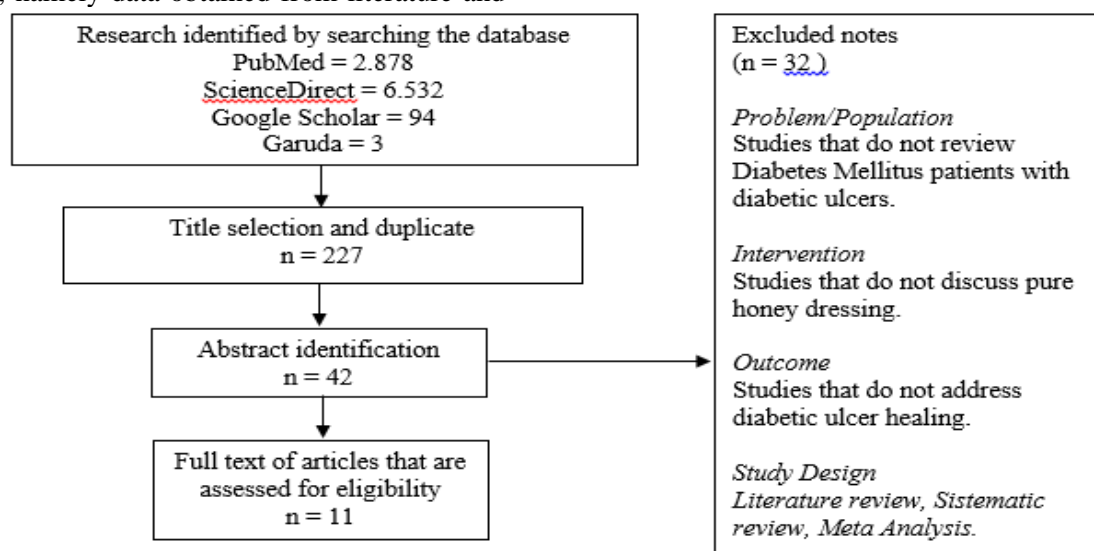 , namely data obtained from literature and
Research identified by searching the database
PubMed = 2.878
ScienceDirect = 6.532
Google Scholar = 94
Garuda = 3
Title selection and duplicate
n = 227
Abstract identification
n = 42
Full text of articles that are
assessed for eligibility
n = 11
Excluded notes
(n = 32 )
Problem/Population
Studies that do not review
Diabetes Mellitus patients with
diabetic ulcers.
Intervention
Studies that do not discuss pure
honey dressing.
Outcome
Studies that do not address
diabetic ulcer healing.
Study Design
Literature review, Sistematic
review, Meta Analysis.